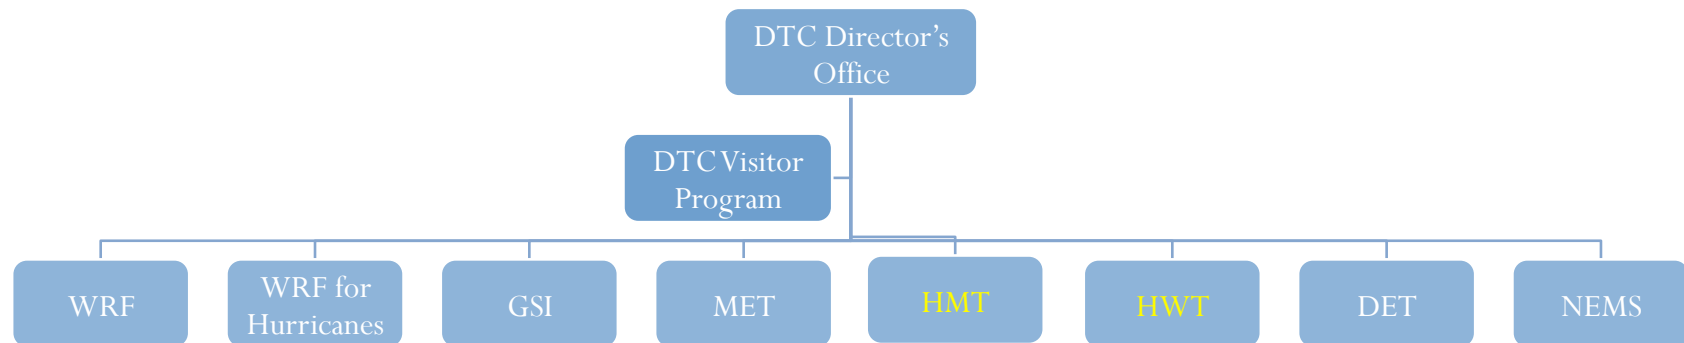 DTC Director’s
Office
DTC Visitor
Program
WRF
WRF for
Hurricanes
GSI
MET
HMT
HWT
DET
NEMS